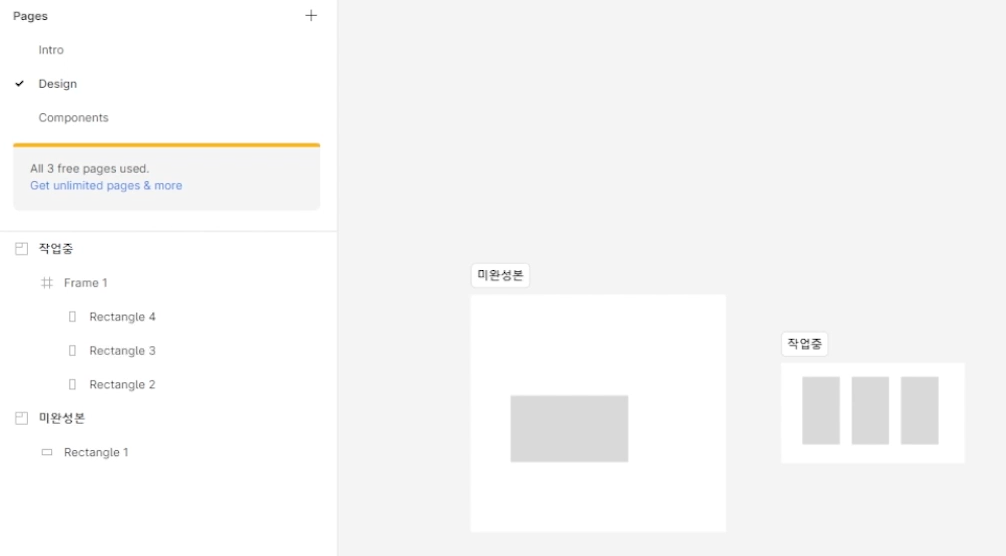 Pages
Intro
Design
Components
All 3 free pages used.
Get unlimited pages & more
작업중
Frame 1
Rectangle 4
Rectangle 3
Rectangle 2
미완성본
Rectangle 1
미완성본
작업중